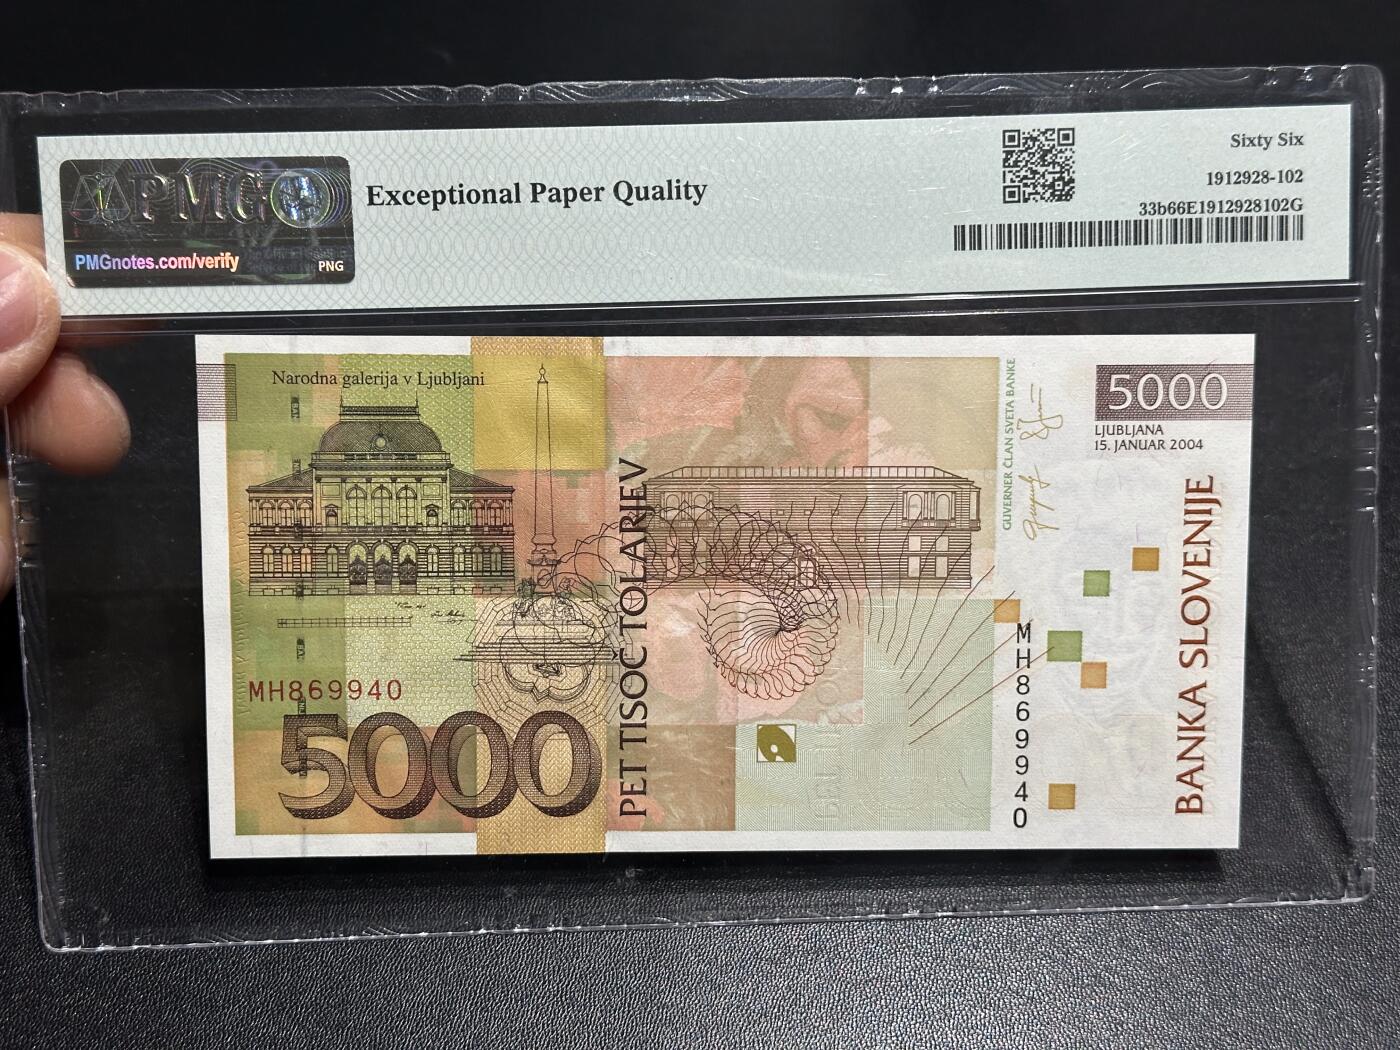 PMG
PMGnotes.com/verify
PNG
Exceptional Paper Quality
Sixty Six
1912928-102
33b66E1912928102G
Narodna galerija v Ljubljani
MH869940
5000
PET TISOČ TOLARJEV
GUVERNER ČLAN SVETA BANKE
5000
LJUBLJANA
15. JANUAR 2004
MH869940
BANKA SLOVENIJE